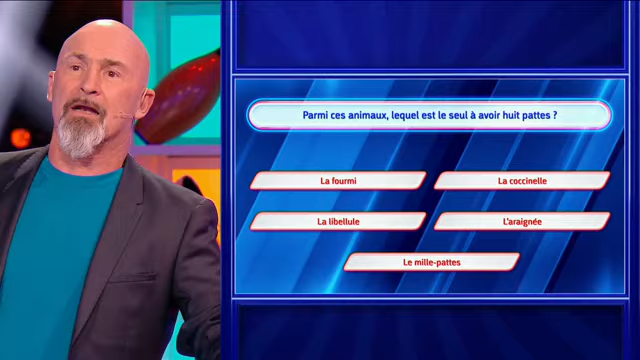 Parmi ces animaux, lequel est le seul à avoir huit pattes ?
La fourmi
La coccinelle
La libellule
L'araignée
Le mille-pattes